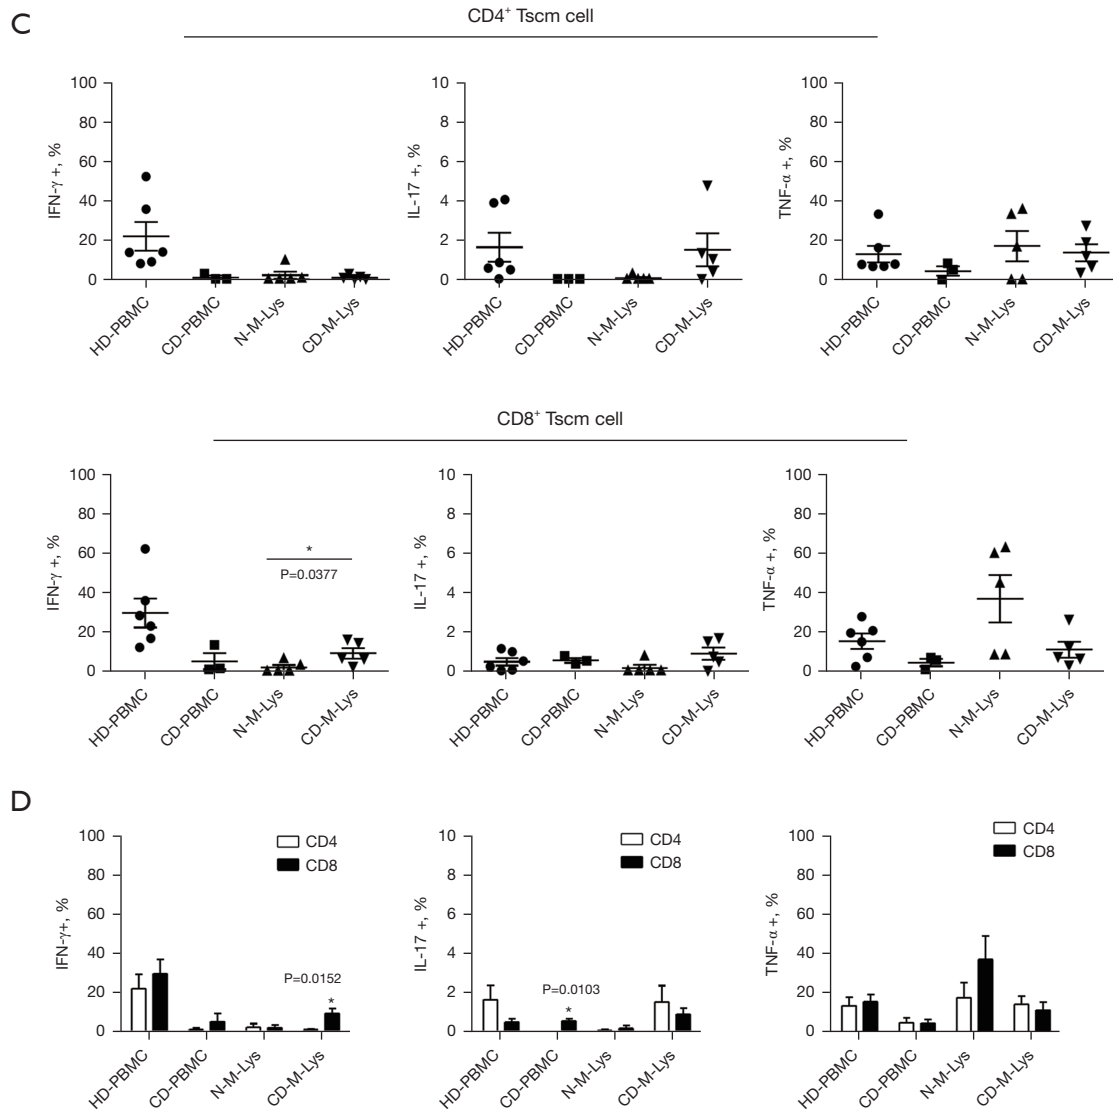 C
CD4⁺ Tscm cell
IFN-γ +, %
100
80
60
40
20
0
HD-PBMC
CD-PBMC
N-M-Lys
CD-M-Lys
IL-17 +, %
10
8
6
4
2
0
HD-PBMC
CD-PBMC
N-M-Lys
CD-M-Lys
TNF-α +, %
100
80
60
40
20
0
HD-PBMC
CD-PBMC
N-M-Lys
CD-M-Lys
CD8⁺ Tscm cell
IFN-γ +, %
100
80
60
40
20
0
*
P=0.0377
HD-PBMC
CD-PBMC
N-M-Lys
CD-M-Lys
IL-17 +, %
10
8
6
4
2
0
HD-PBMC
CD-PBMC
N-M-Lys
CD-M-Lys
TNF-α +, %
100
80
60
40
20
0
HD-PBMC
CD-PBMC
N-M-Lys
CD-M-Lys
D
IFN-γ+, %
100
80
60
40
20
0
CD4
CD8
P=0.0152
*
HD-PBMC
CD-PBMC
N-M-Lys
CD-M-Lys
IL-17 +, %
10
8
6
4
2
0
CD4
CD8
P=0.0103
*
HD-PBMC
CD-PBMC
N-M-Lys
CD-M-Lys
TNF-α +, %
100
80
60
40
20
0
CD4
CD8
HD-PBMC
CD-PBMC
N-M-Lys
CD-M-Lys